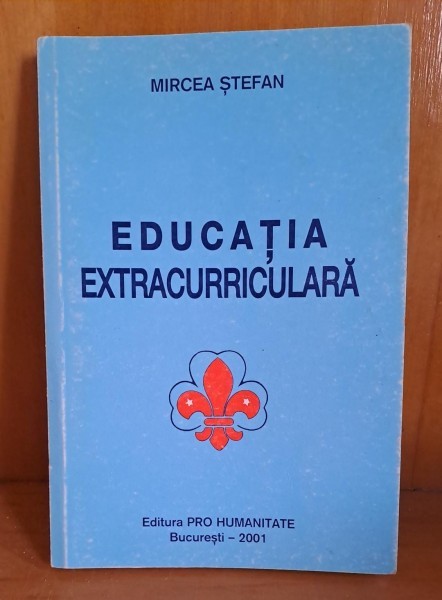 MIRCEA ȘTEFAN
EDUCAȚIA
EXTRACURRICULARĂ
Editura PRO HUMANITATE
București – 2001